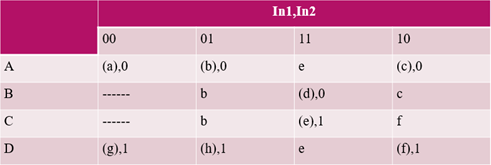 In1,In2
00 01 11 10
A (a),0 (b),0 e (c),0
B ------ b (d),0 c
C ------ b (e),1 f
D (g),1 (h),1 e (f),1